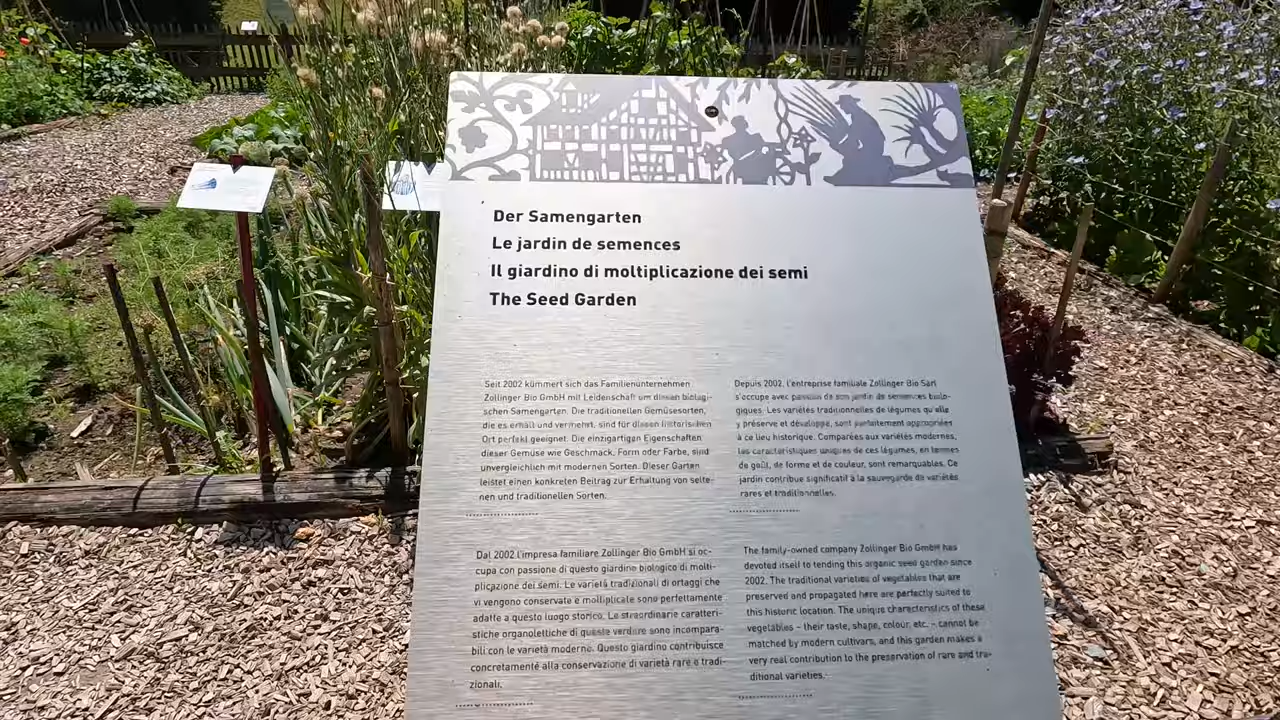 Der Samengarten
Le jardin de semences
Il giardino di moltiplicazione dei semi
The Seed Garden
Seit 2002 kümmert sich das Familienunternehmen
Zollinger Bio GmbH mit Leidenschaft um diesen biologi-
schen Samengarten. Die traditionellen Gemüsesorten,
die es erhält und vermehrt, sind für diesen historischen
Ort perfekt geeignet. Die einzigartigen Eigenschaften
dieser Gemüse wie Geschmack, Form oder Farbe, sind
unvergleichlich mit modernen Sorten. Dieser Garten
leistet einen konkreten Beitrag zur Erhaltung von selte-
nen und traditionellen Sorten.
Depuis 2002, l'entreprise familiale Zollinger Bio Sàrl
s'occupe avec passion de son jardin de semences biolo-
giques. Les variétés traditionnelles de légumes qu'elle
y préserve et développe, sont parfaitement appropriées
à ce lieu historique. Comparées aux variétés modernes,
les caractéristiques uniques de ces légumes, en termes
de goût, de forme et de couleur, sont remarquables. Ce
jardin contribue significatif à la sauvegarde de variétés
rares et traditionnelles.
Dal 2002 l'impresa familiare Zollinger Bio GmbH si oc-
cupa con passione di questo giardino biologico di molti-
plicazione dei semi. Le varietà tradizionali di ortaggi che
vi vengono conservate e moltiplicate sono perfettamente
adatte a questo luogo storico. Le straordinarie caratteri-
stiche organolettiche di queste verdure sono incompara-
bili con le varietà moderne. Questo giardino contribuisce
concretamente alla conservazione di varietà rare e tradi-
zionali.
The family-owned company Zollinger Bio GmbH has
devoted itself to tending this organic seed garden since
2002. The traditional varieties of vegetables that are
preserved and propagated here are perfectly suited to
this historic location. The unique characteristics of these
vegetables – their taste, shape, colour, etc. – cannot be
matched by modern cultivars, and this garden makes a
very real contribution to the preservation of rare and tra-
ditional varieties.